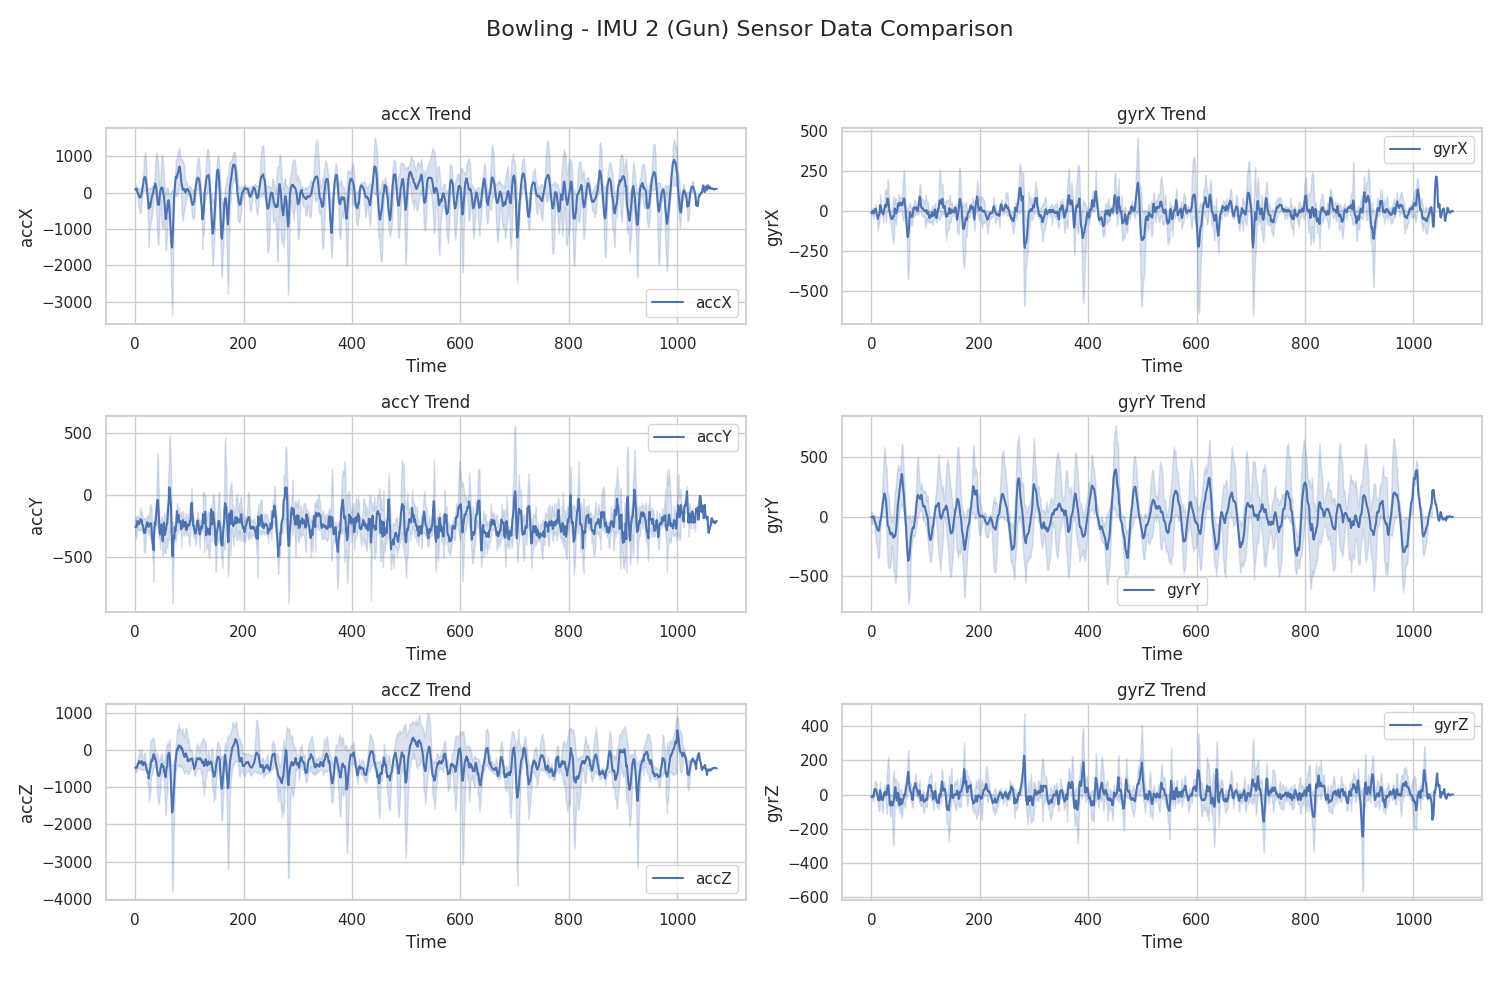 Bowling - IMU 2 (Gun) Sensor Data Comparison
accX Trend
accX
1000
0
−1000
−2000
−3000
accX
0 200 400 600 800 1000
Time
gyrX Trend
gyrX
500
250
0
−250
−500
gyrX
0 200 400 600 800 1000
Time
accY Trend
accY
500
0
−500
accY
0 200 400 600 800 1000
Time
gyrY Trend
gyrY
500
0
−500
gyrY
0 200 400 600 800 1000
Time
accZ Trend
accZ
1000
0
−1000
−2000
−3000
−4000
accZ
0 200 400 600 800 1000
Time
gyrZ Trend
gyrZ
400
200
0
−200
−400
−600
gyrZ
0 200 400 600 800 1000
Time